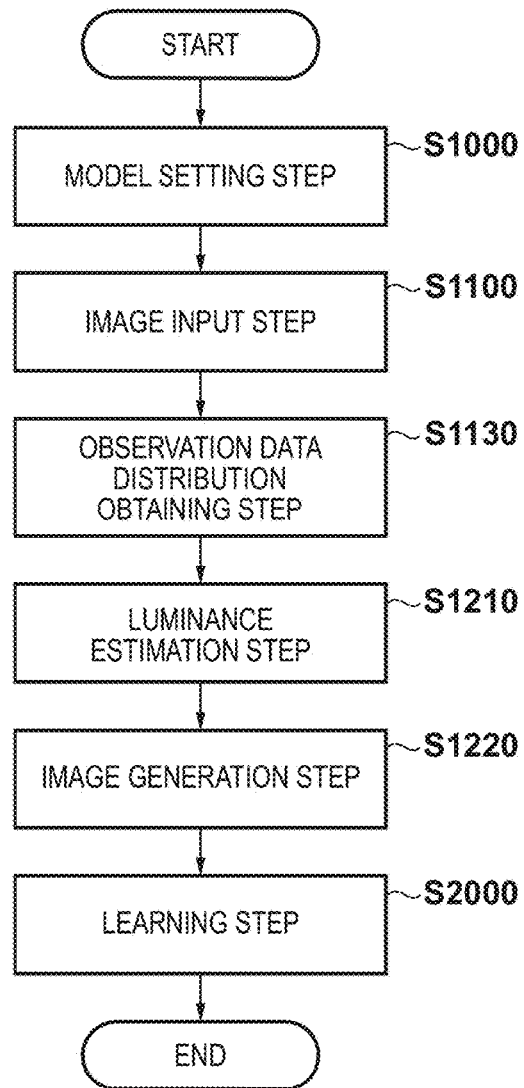 START
MODEL SETTING STEP
S1000
IMAGE INPUT STEP
S1100
OBSERVATION DATA
DISTRIBUTION
OBTAINING STEP
S1130
LUMINANCE
ESTIMATION STEP
S1210
IMAGE GENERATION STEP
S1220
LEARNING STEP
S2000
END